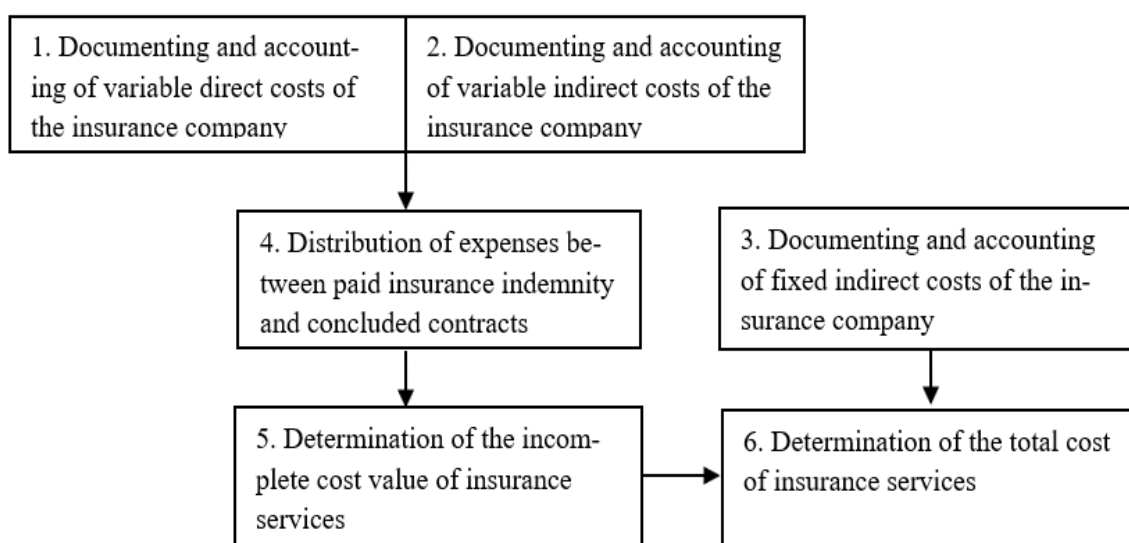 1. Documenting and account-
ing of variable direct costs of
the insurance company
2. Documenting and accounting
of variable indirect costs of the
insurance company
4. Distribution of expenses be-
tween paid insurance indemnity
and concluded contracts
3. Documenting and accounting
of fixed indirect costs of the in-
surance company
5. Determination of the incom-
plete cost value of insurance
services
6. Determination of the total cost
of insurance services